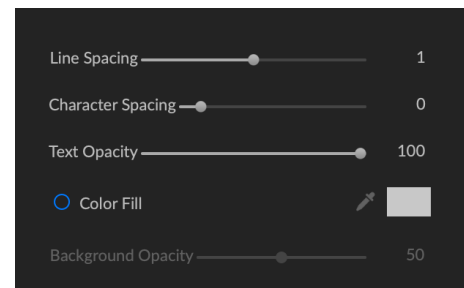 Line Spacing 1
Character Spacing 0
Text Opacity 100
Color Fill
Background Opacity 50